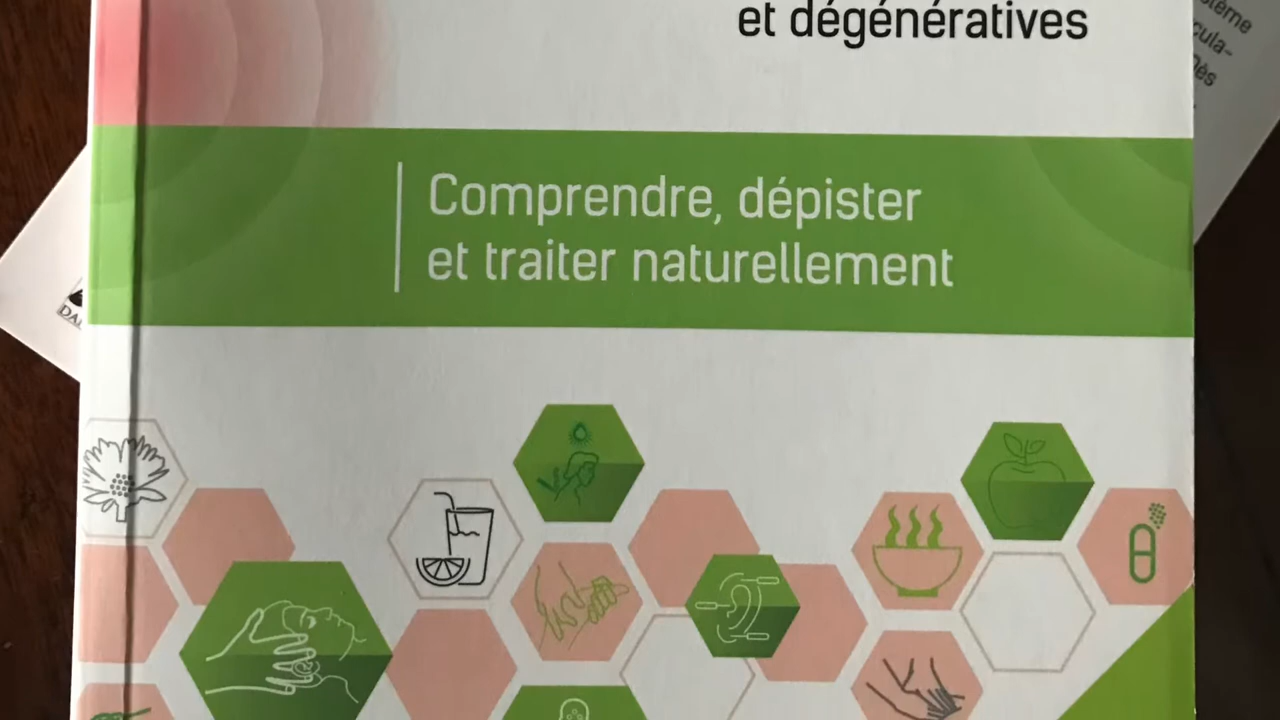 et dégénératives
Comprendre, dépister
et traiter naturellement